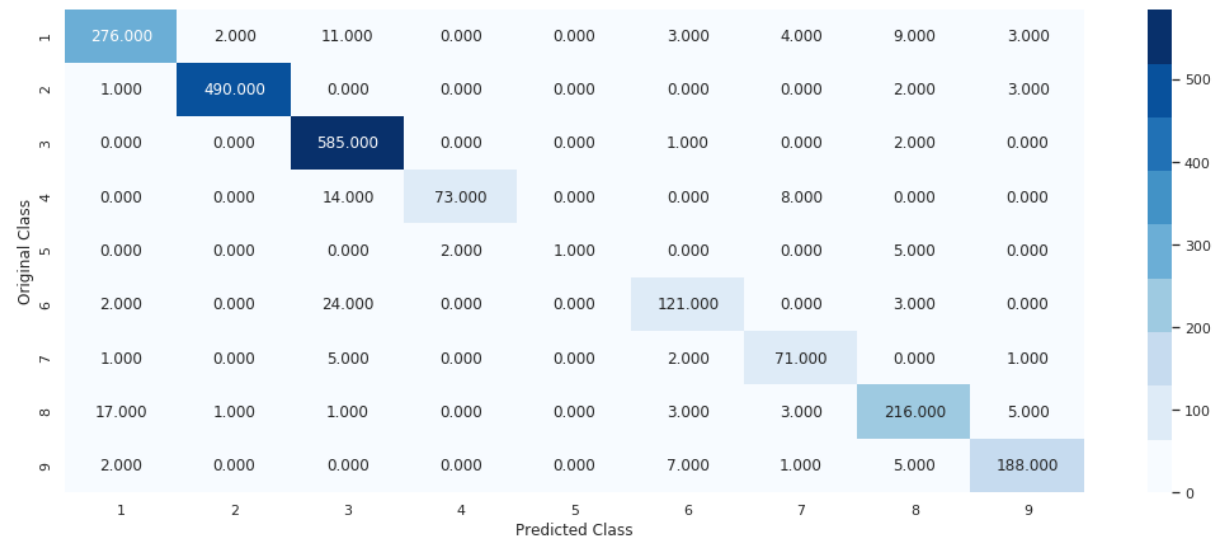 1 276.000 2.000 11.000 0.000 0.000 3.000 4.000 9.000 3.000
2 1.000 490.000 0.000 0.000 0.000 0.000 0.000 2.000 3.000
3 0.000 0.000 585.000 0.000 0.000 1.000 0.000 2.000 0.000
4 0.000 0.000 14.000 73.000 0.000 0.000 8.000 0.000 0.000
5 0.000 0.000 0.000 2.000 1.000 0.000 0.000 5.000 0.000
6 2.000 0.000 24.000 0.000 0.000 121.000 0.000 3.000 0.000
7 1.000 0.000 5.000 0.000 0.000 2.000 71.000 0.000 1.000
8 17.000 1.000 1.000 0.000 0.000 3.000 3.000 216.000 5.000
9 2.000 0.000 0.000 0.000 0.000 7.000 1.000 5.000 188.000
Original Class
1 2 3 4 5 6 7 8 9
Predicted Class
500
400
300
200
100
0